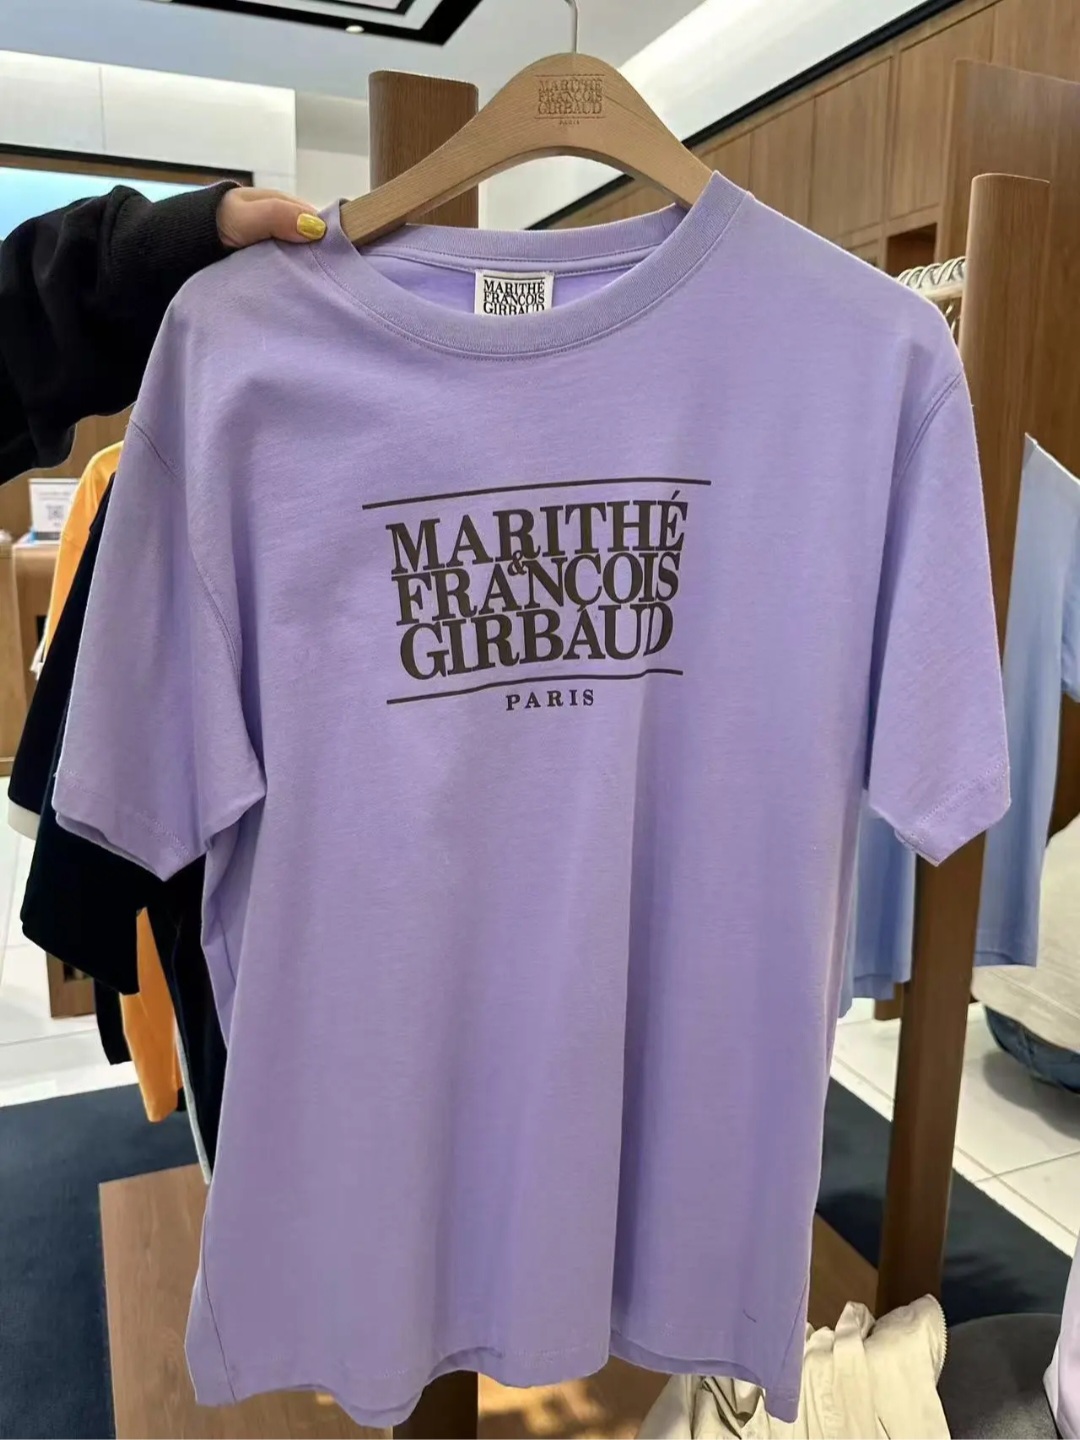 MARITHÉ
FRANÇOIS
GIRBAUD
PARIS
MARITHÉ
FRANÇOIS
GIRBAUD
MARITHÉ
&
FRANÇOIS
GIRBAUD
PARIS